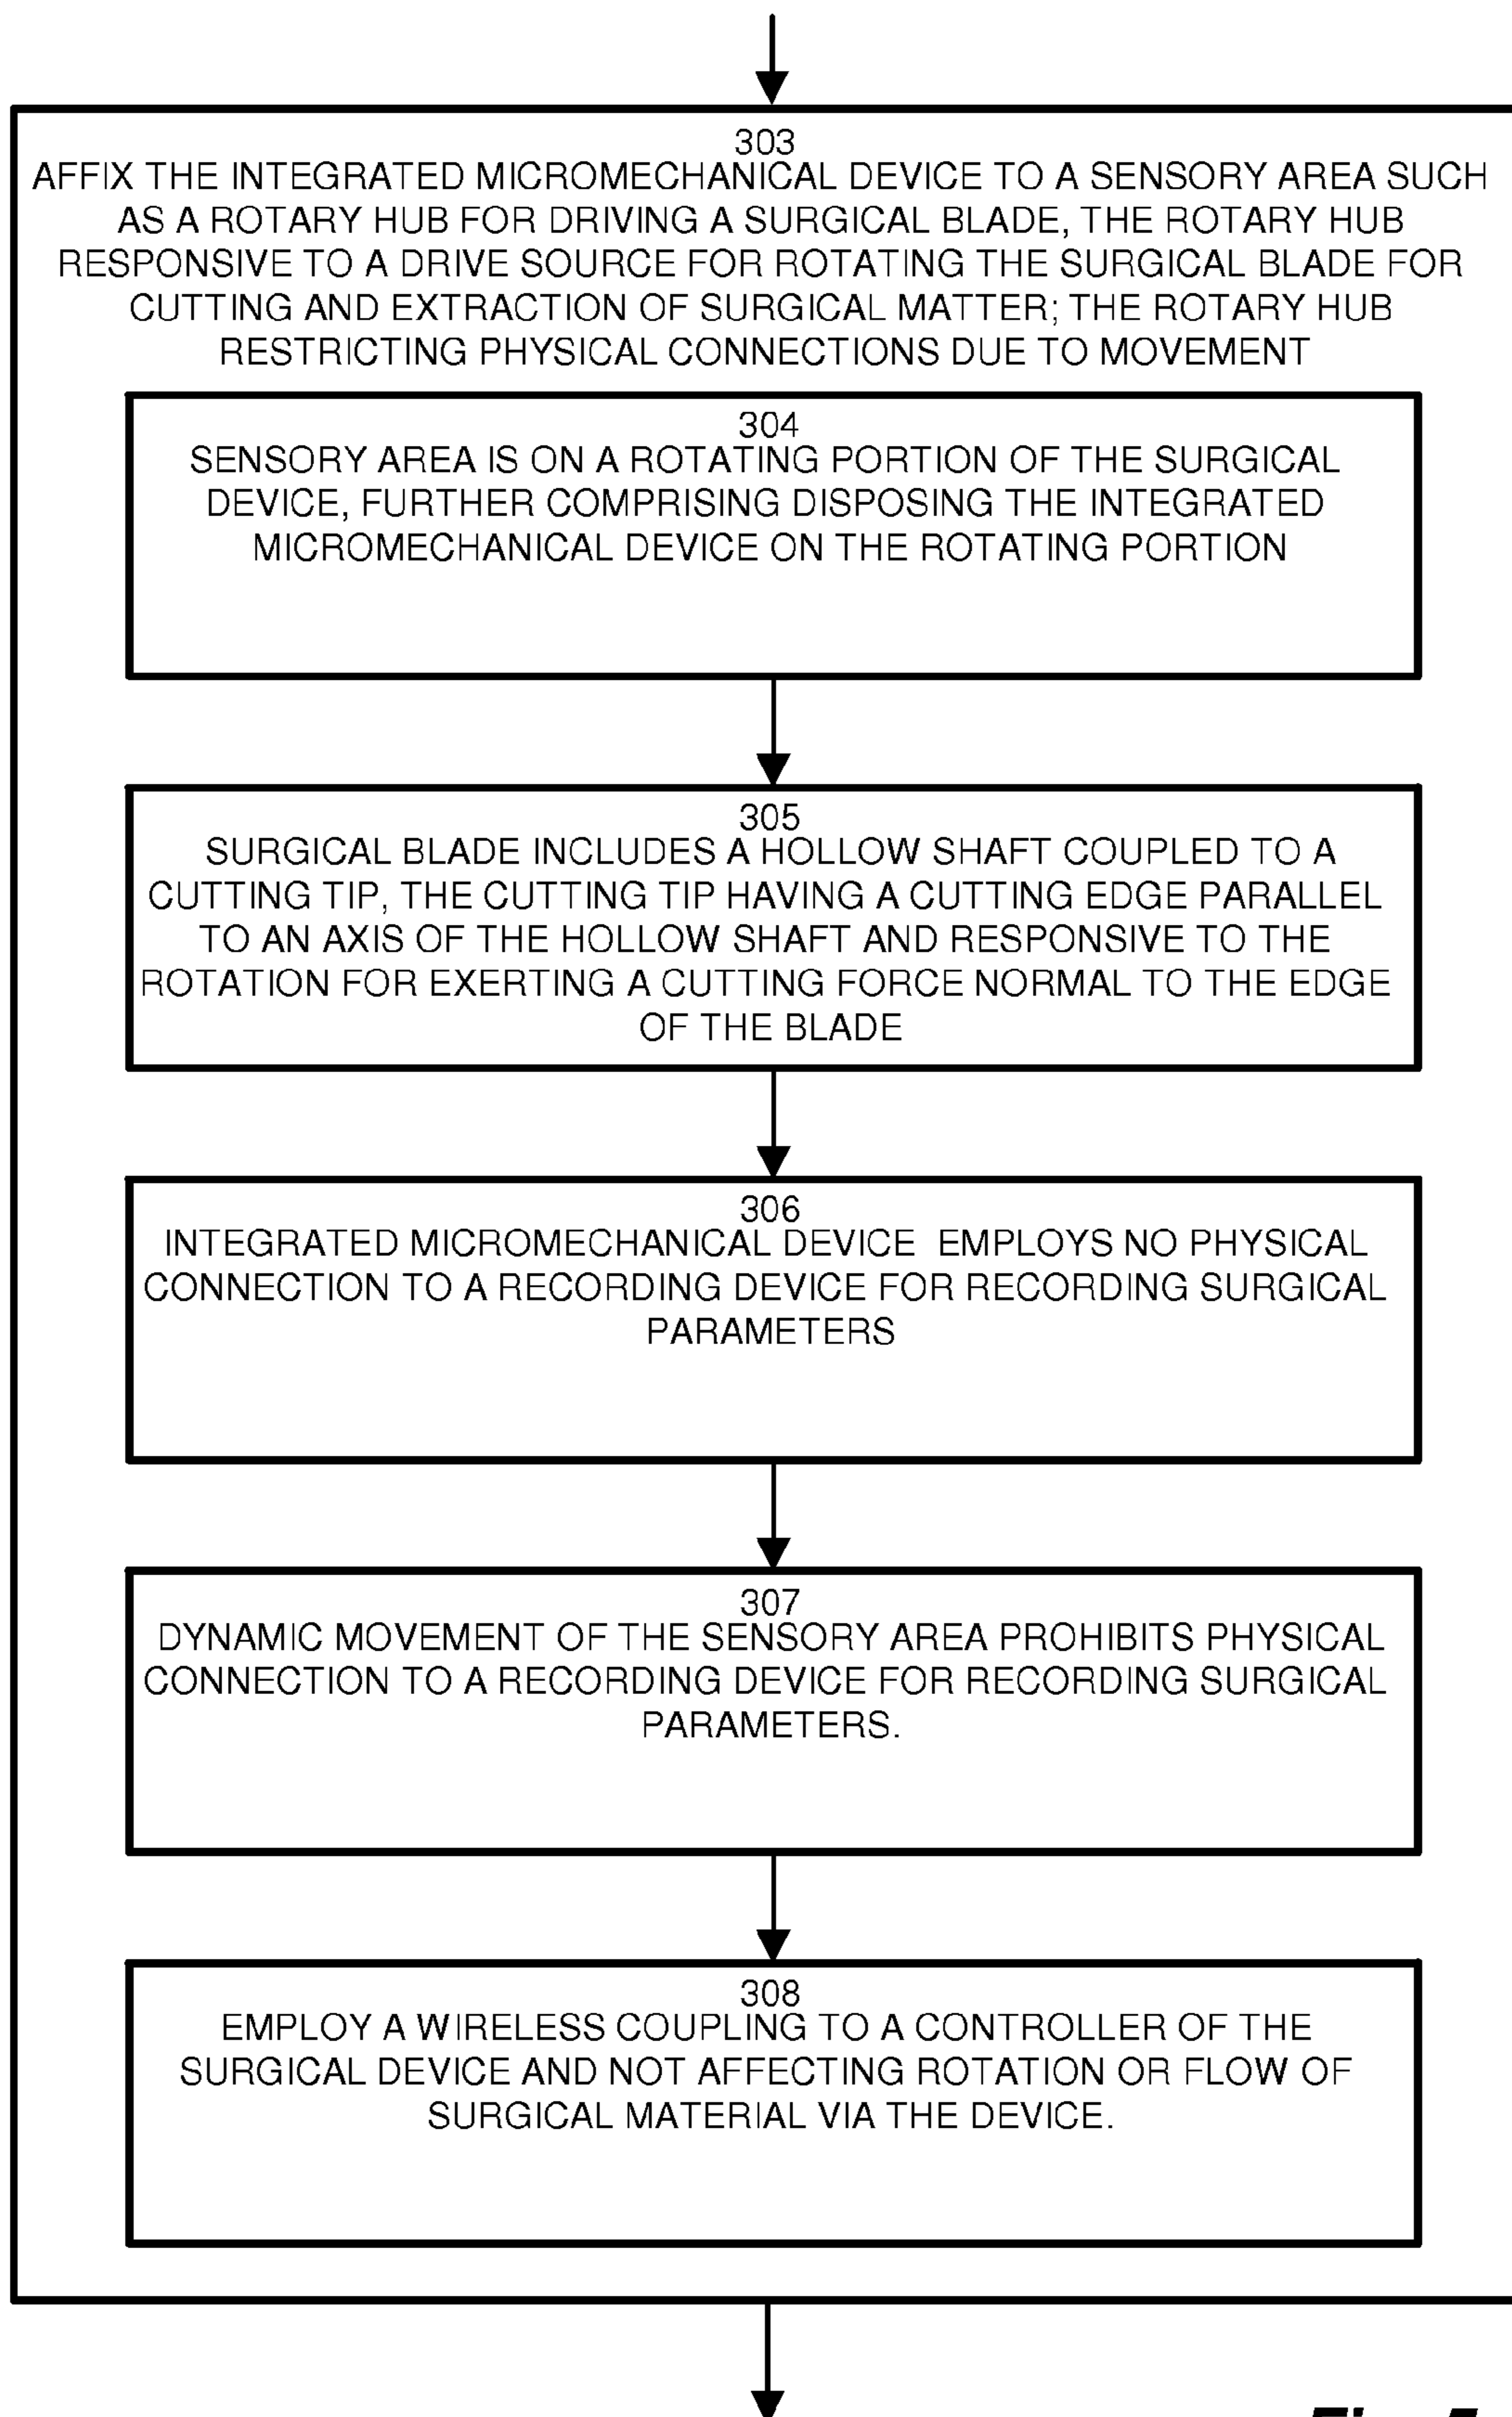 303
AFFIX THE INTEGRATED MICROMECHANICAL DEVICE TO A SENSORY AREA SUCH
AS A ROTARY HUB FOR DRIVING A SURGICAL BLADE, THE ROTARY HUB
RESPONSIVE TO A DRIVE SOURCE FOR ROTATING THE SURGICAL BLADE FOR
CUTTING AND EXTRACTION OF SURGICAL MATTER; THE ROTARY HUB
RESTRICTING PHYSICAL CONNECTIONS DUE TO MOVEMENT
304
SENSORY AREA IS ON A ROTATING PORTION OF THE SURGICAL
DEVICE, FURTHER COMPRISING DISPOSING THE INTEGRATED
MICROMECHANICAL DEVICE ON THE ROTATING PORTION
305
SURGICAL BLADE INCLUDES A HOLLOW SHAFT COUPLED TO A
CUTTING TIP, THE CUTTING TIP HAVING A CUTTING EDGE PARALLEL
TO AN AXIS OF THE HOLLOW SHAFT AND RESPONSIVE TO THE
ROTATION FOR EXERTING A CUTTING FORCE NORMAL TO THE EDGE
OF THE BLADE
306
INTEGRATED MICROMECHANICAL DEVICE EMPLOYS NO PHYSICAL
CONNECTION TO A RECORDING DEVICE FOR RECORDING SURGICAL
PARAMETERS
307
DYNAMIC MOVEMENT OF THE SENSORY AREA PROHIBITS PHYSICAL
CONNECTION TO A RECORDING DEVICE FOR RECORDING SURGICAL
PARAMETERS.
308
EMPLOY A WIRELESS COUPLING TO A CONTROLLER OF THE
SURGICAL DEVICE AND NOT AFFECTING ROTATION OR FLOW OF
SURGICAL MATERIAL VIA THE DEVICE.